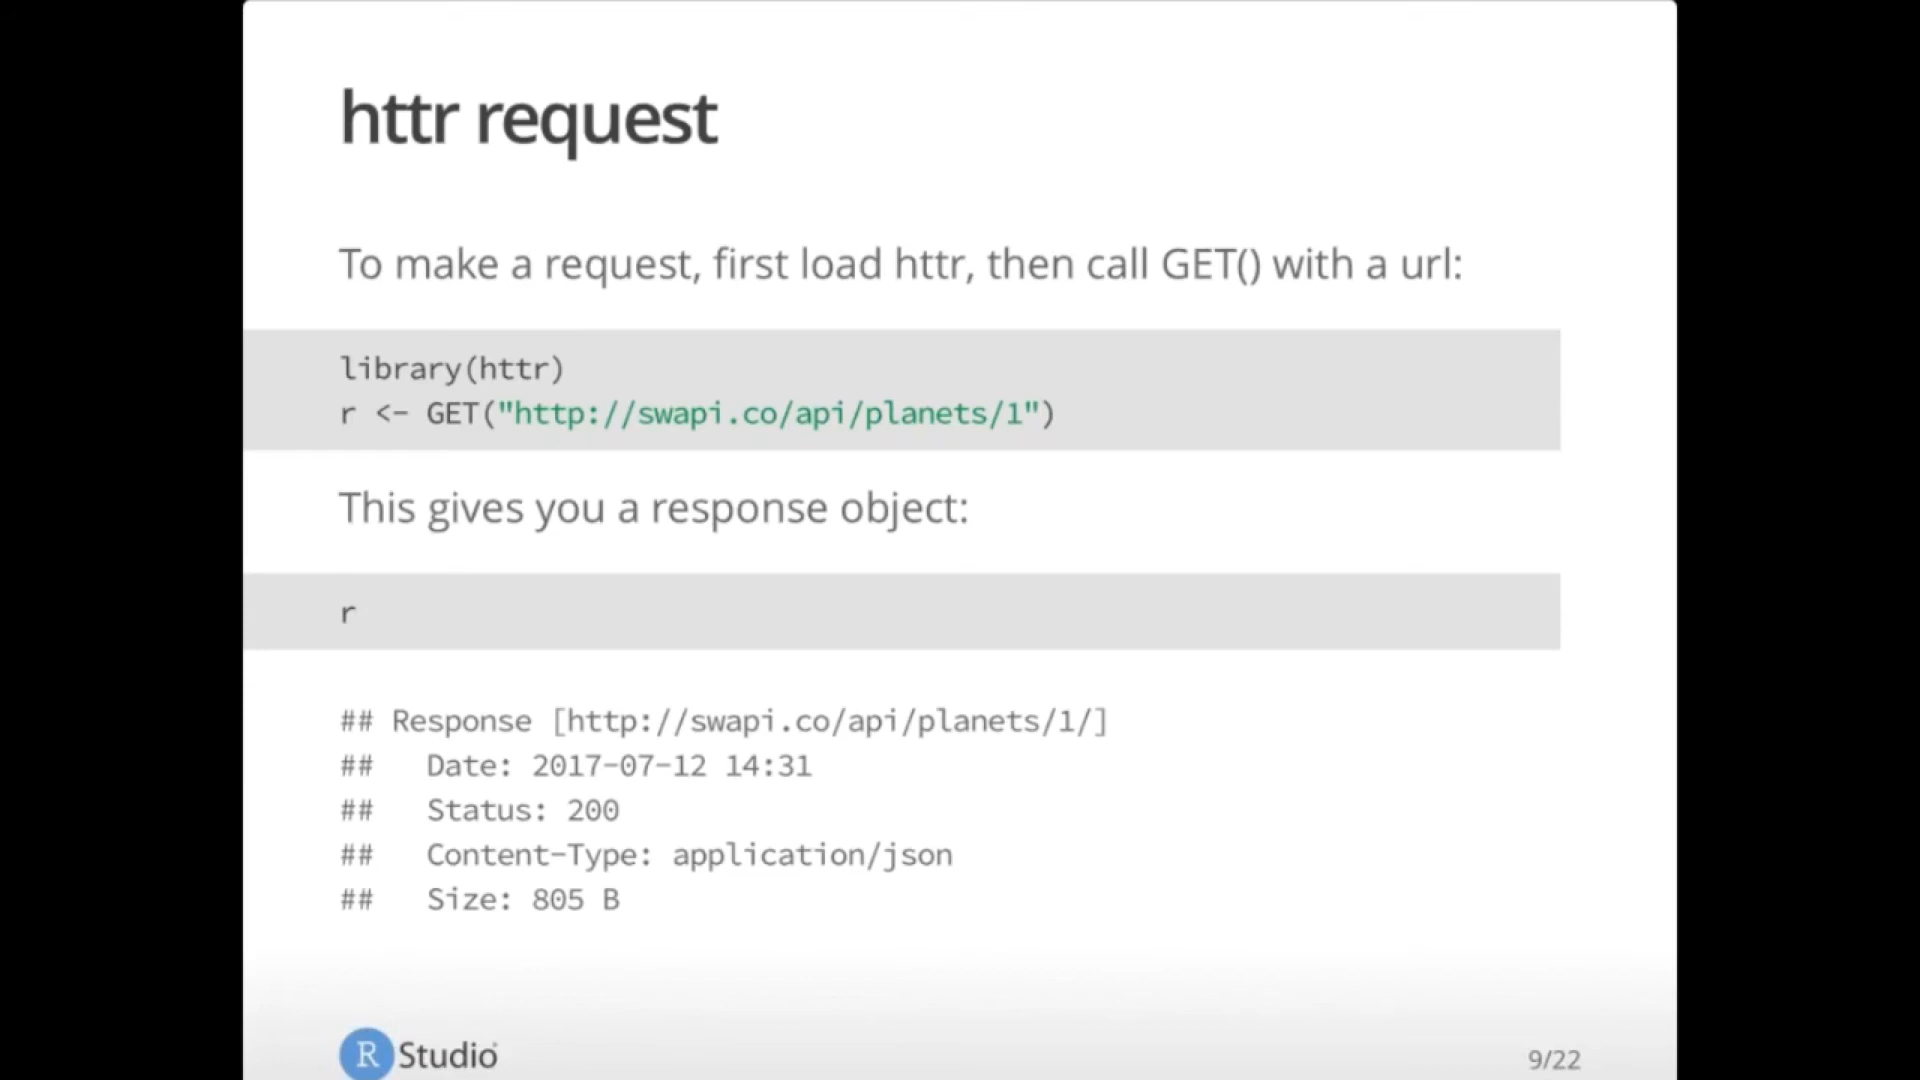 httr request
To make a request, first load httr, then call GET() with a url:
library(httr)
r <- GET("http://swapi.co/api/planets/1")
This gives you a response object:
r
## Response [http://swapi.co/api/planets/1/]
##   Date: 2017-07-12 14:31
##   Status: 200
##   Content-Type: application/json
##   Size: 805 B
R Studio
9/22